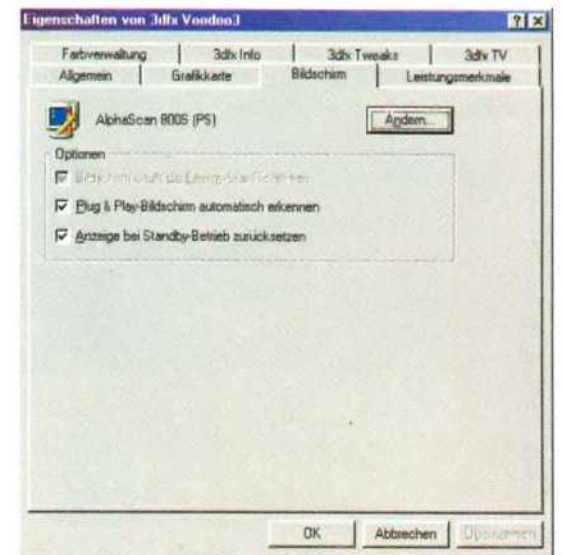 Eigenschaften von 3dfx Voodoo3
Farbverwaltung 3dfx Info 3dfx Tweaks 3dfx TV
Allgemein Grafikkarte Bildschirm Leistungsmerkmale
AlphaScan 800S (PS)
Ändern...
Optionen
Plug & Play-Bildschirm automatisch erkennen
Anzeige bei Standby-Betrieb zurücksetzen
OK Abbrechen Übernehmen